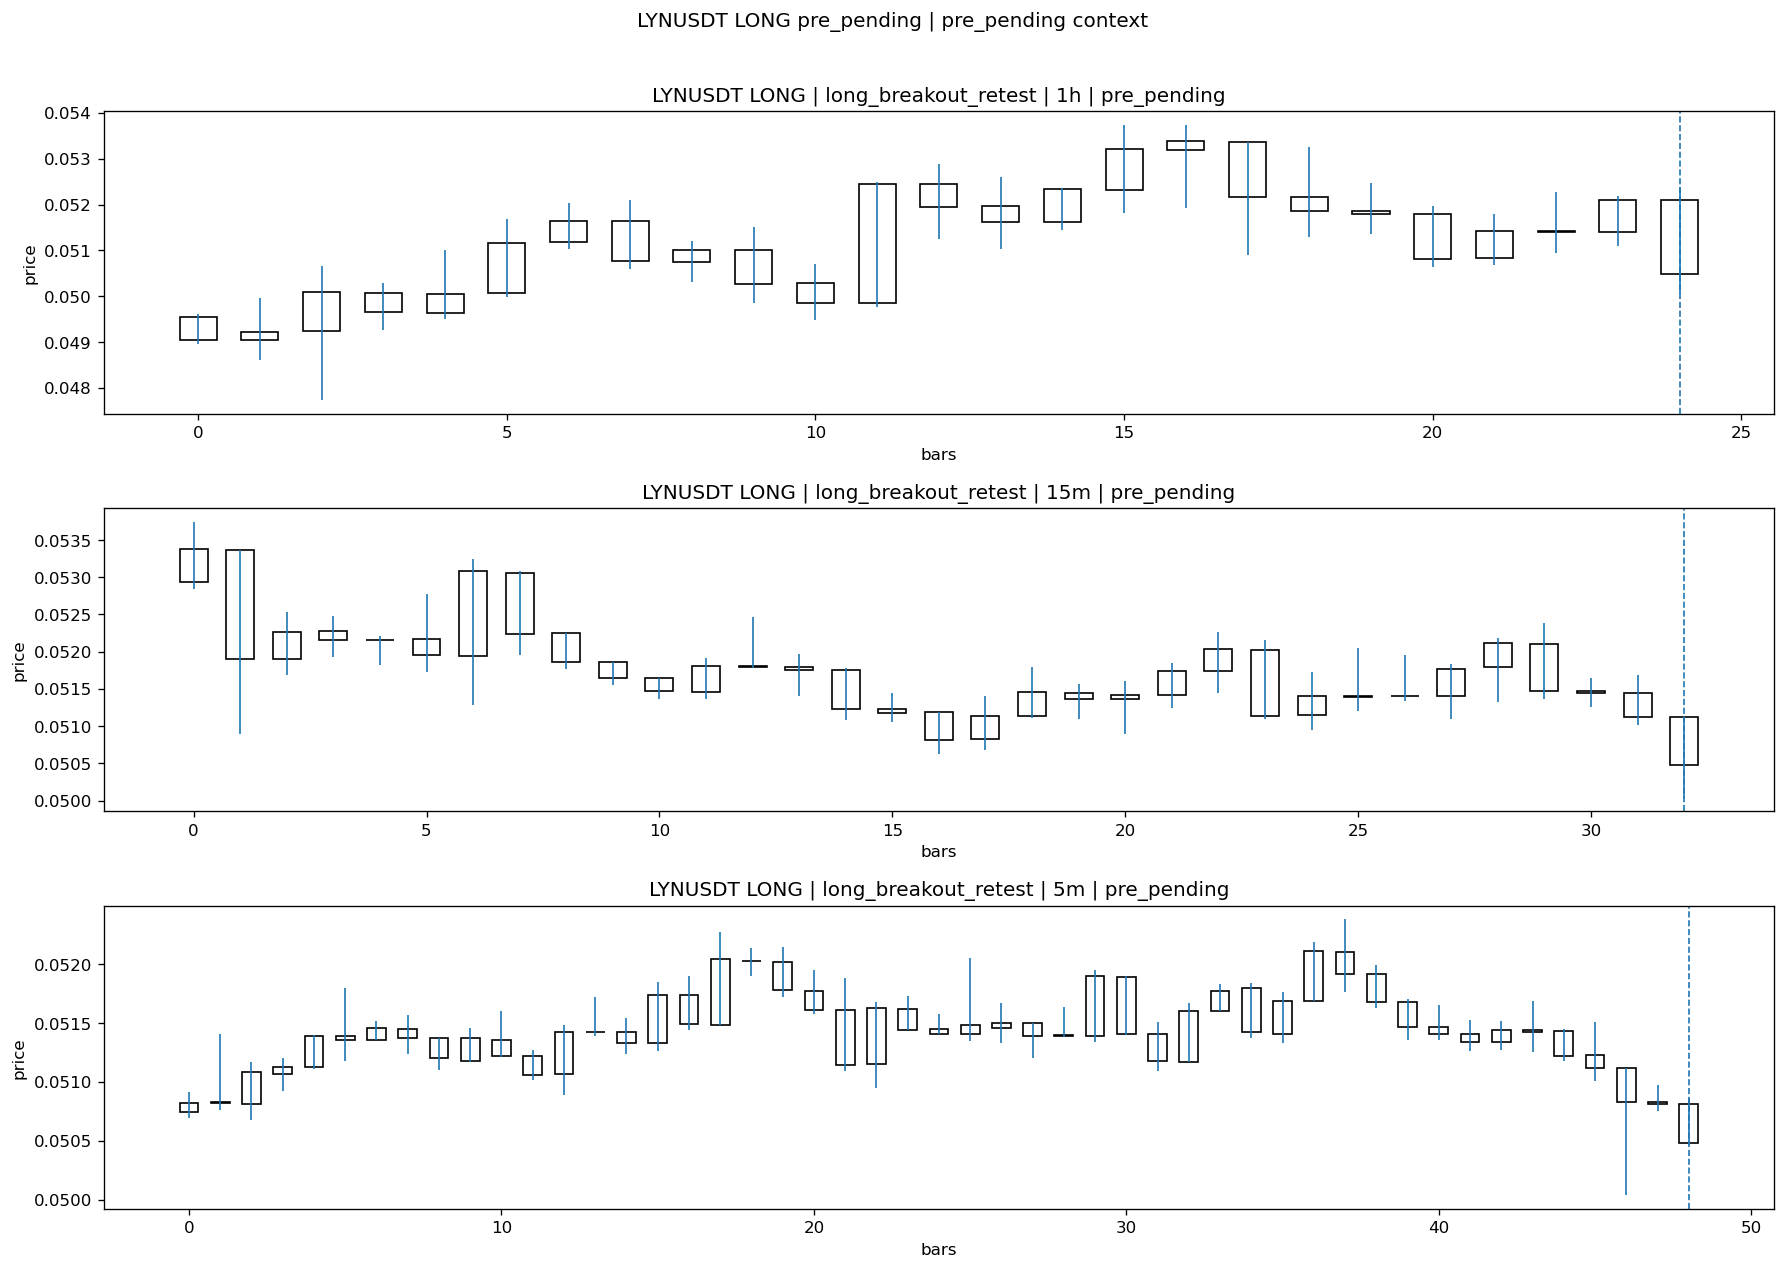 LYNUSDT LONG pre_pending | pre_pending context
LYNUSDT LONG | long_breakout_retest | 1h | pre_pending
price
0.054
0.053
0.052
0.051
0.050
0.049
0.048
0 5 10 15 20 25
bars
LYNUSDT LONG | long_breakout_retest | 15m | pre_pending
price
0.0535
0.0530
0.0525
0.0520
0.0515
0.0510
0.0505
0.0500
0 5 10 15 20 25 30
bars
LYNUSDT LONG | long_breakout_retest | 5m | pre_pending
price
0.0520
0.0515
0.0510
0.0505
0.0500
0 10 20 30 40 50
bars